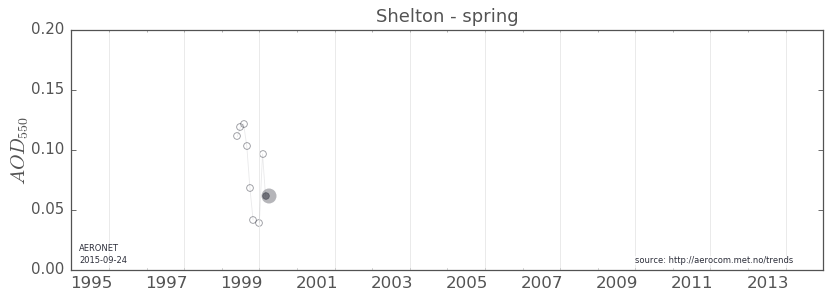 Shelton - spring
0.20
0.15
0.10
0.05
0.00
AOD550
AERONET
2015-09-24
source: http://aerocom.met.no/trends
1995 1997 1999 2001 2003 2005 2007 2009 2011 2013